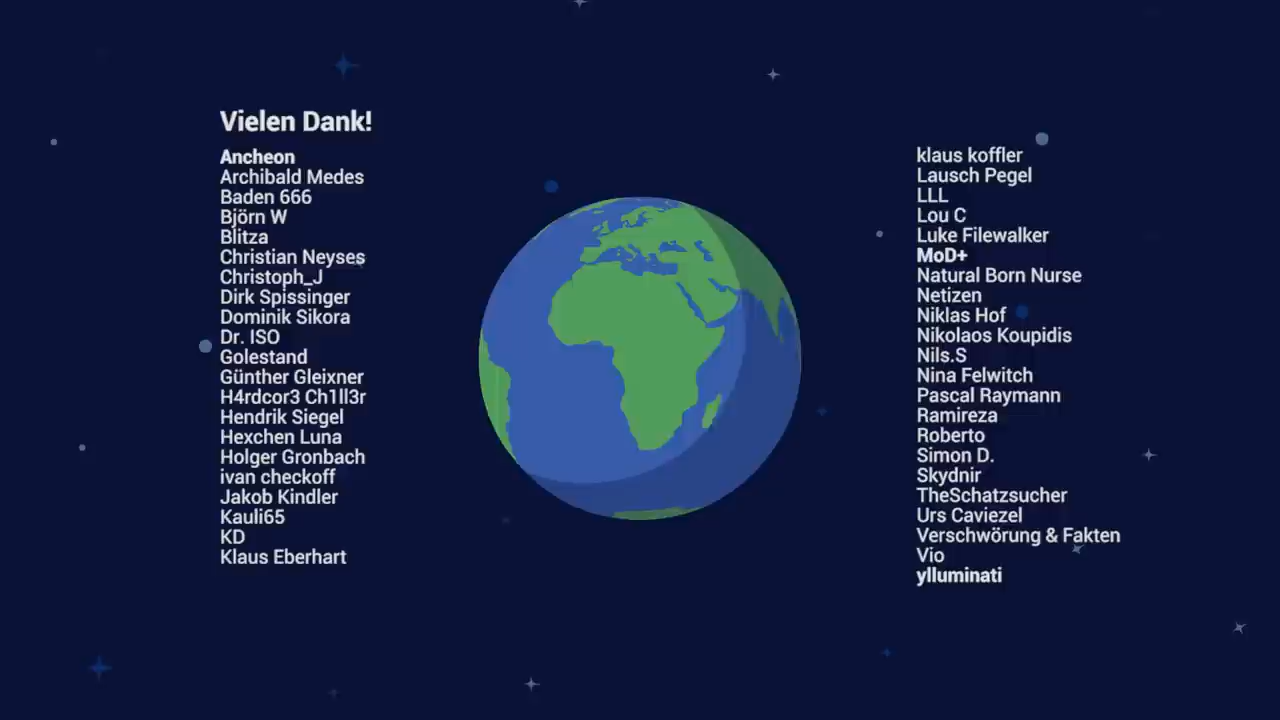 Vielen Dank!
Ancheon
Archibald Medes
Baden 666
Björn W
Blitza
Christian Neyses
Christoph_J
Dirk Spissinger
Dominik Sikora
Dr. ISO
Golestand
Günther Gleixner
H4rdcor3 Ch1ll3r
Hendrik Siegel
Hexchen Luna
Holger Gronbach
ivan checkoff
Jakob Kindler
Kauli65
KD
Klaus Eberhart
klaus koffler
Lausch Pegel
LLL
Lou C
Luke Filewalker
MoD+
Natural Born Nurse
Netizen
Niklas Hof
Nikolaos Koupidis
Nils.S
Nina Felwitch
Pascal Raymann
Ramireza
Roberto
Simon D.
Skydnir
TheSchatzsucher
Urs Caviezel
Verschwörung & Fakten
Vio
ylluminati